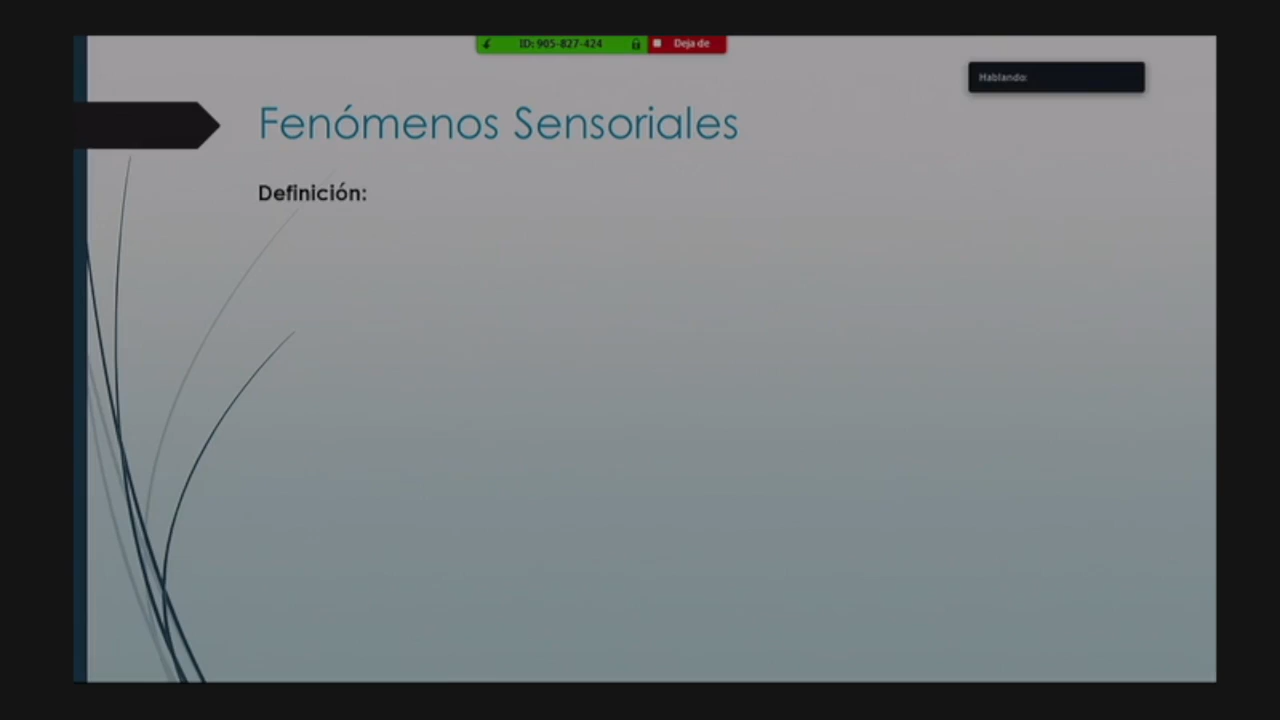 ID: 905-827-424
Deja de
Hablando:
Fenómenos Sensoriales
Definición: